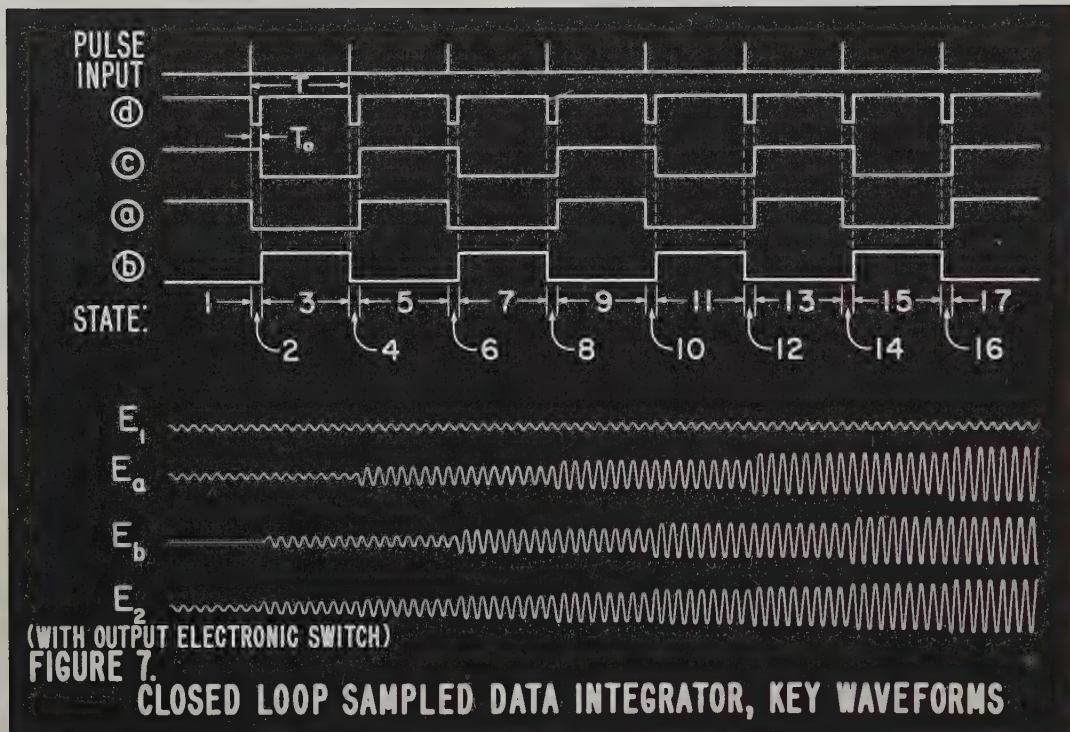 PULSE
INPUT
T
ⓓ
T₀
ⓒ
ⓐ
ⓑ
STATE:
1 3 5 7 9 11 13 15 17
2 4 6 8 10 12 14 16
E₁
Eₐ
E_b
E₂
(WITH OUTPUT ELECTRONIC SWITCH)
FIGURE 7.
CLOSED LOOP SAMPLED DATA INTEGRATOR, KEY WAVEFORMS